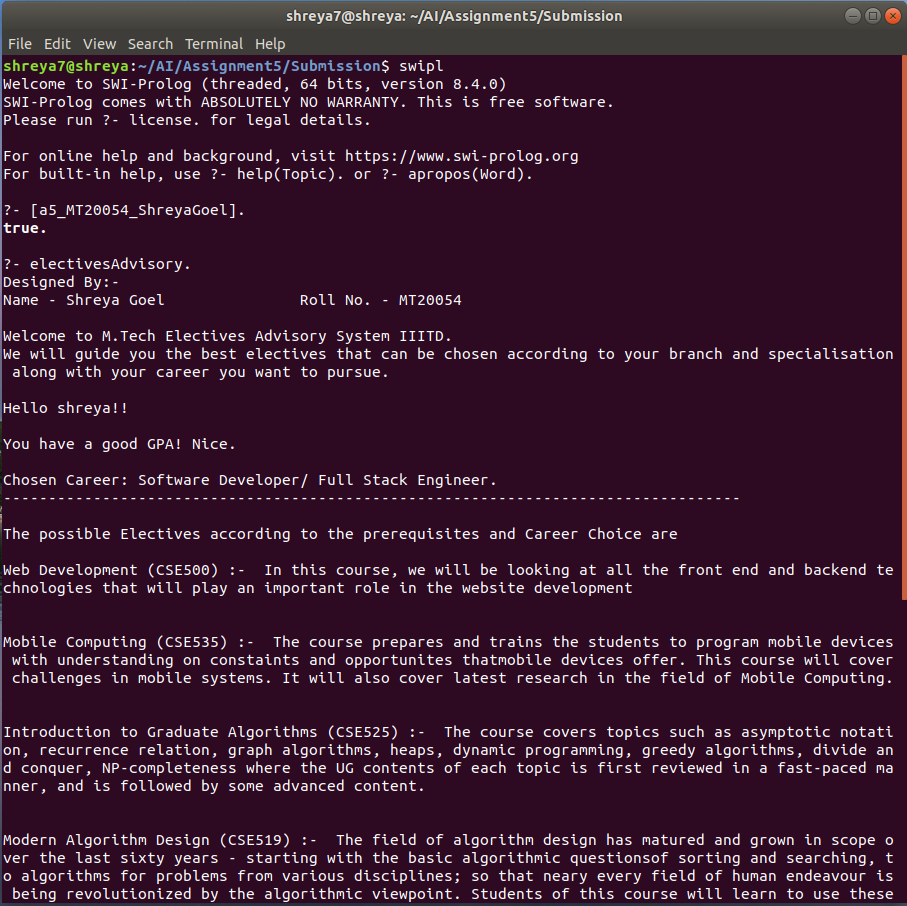 shreya7@shreya: ~/AI/Assignment5/Submission
File Edit View Search Terminal Help
shreya7@shreya:~/AI/Assignment5/Submission$ swipl
Welcome to SWI-Prolog (threaded, 64 bits, version 8.4.0)
SWI-Prolog comes with ABSOLUTELY NO WARRANTY. This is free software.
Please run ?- license. for legal details.
For online help and background, visit https://www.swi-prolog.org
For built-in help, use ?- help(Topic). or ?- apropos(Word).
?- [a5_MT20054_ShreyaGoel].
true.
?- electivesAdvisory.
Designed By:-
Name - Shreya Goel Roll No. - MT20054
Welcome to M.Tech Electives Advisory System IIITD.
We will guide you the best electives that can be chosen according to your branch and specialisation
along with your career you want to pursue.
Hello shreya!!
You have a good GPA! Nice.
Chosen Career: Software Developer/ Full Stack Engineer.
----------------------------------------------------------------------------------
The possible Electives according to the prerequisites and Career Choice are
Web Development (CSE500) :- In this course, we will be looking at all the front end and backend te
chnologies that will play an important role in the website development
Mobile Computing (CSE535) :- The course prepares and trains the students to program mobile devices
with understanding on constaints and opportunites thatmobile devices offer. This course will cover
challenges in mobile systems. It will also cover latest research in the field of Mobile Computing.
Introduction to Graduate Algorithms (CSE525) :- The course covers topics such as asymptotic notati
on, recurrence relation, graph algorithms, heaps, dynamic programming, greedy algorithms, divide an
d conquer, NP-completeness where the UG contents of each topic is first reviewed in a fast-paced ma
nner, and is followed by some advanced content.
Modern Algorithm Design (CSE519) :- The field of algorithm design has matured and grown in scope o
ver the last sixty years - starting with the basic algorithmic questionsof sorting and searching, t
o algorithms for problems from various disciplines; so that neary every field of human endeavour is
being revolutionized by the algorithmic viewpoint. Students of this course will learn to use these